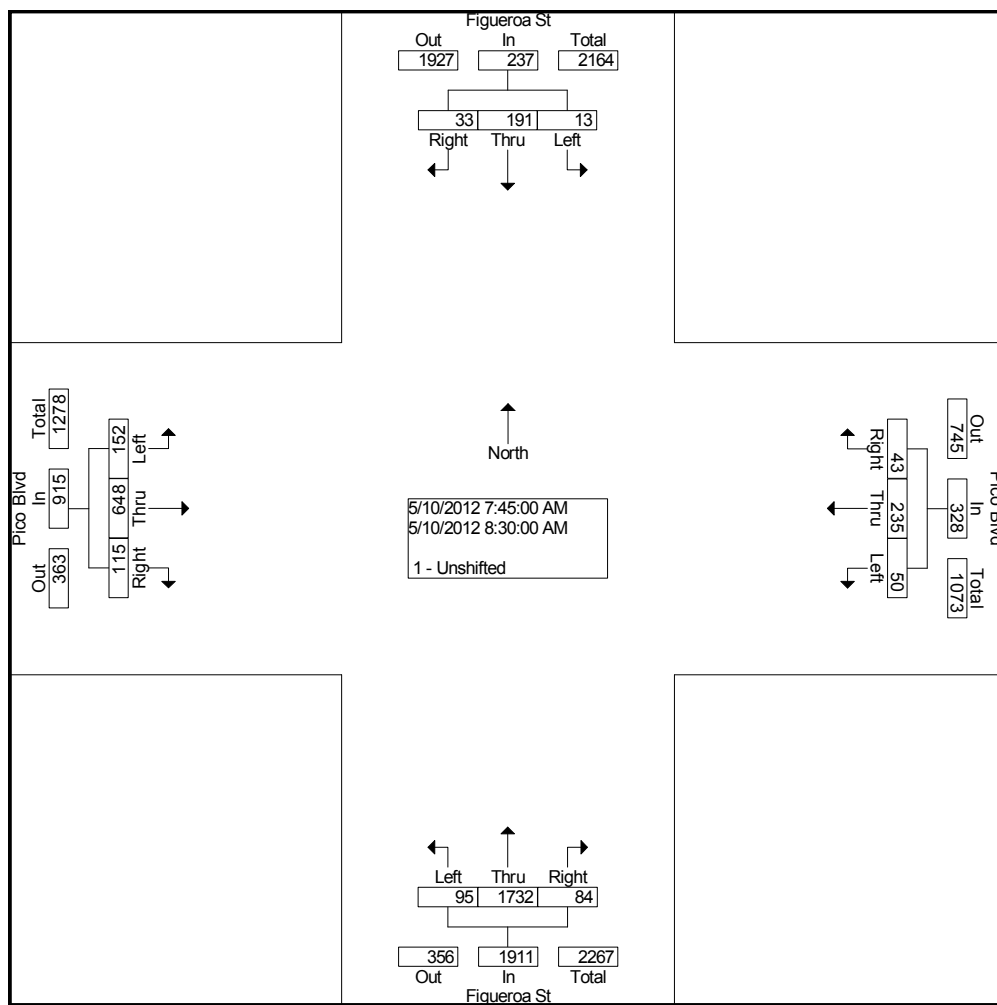 Figueroa St
Out In Total
1927 237 2164
33 191 13
Right Thru Left
Pico Blvd
Total In Out
1278 915 363
152 648 115
Left Thru Right
North
5/10/2012 7:45:00 AM
5/10/2012 8:30:00 AM
1 - Unshifted
Pico Blvd
Out In Total
745 328 1073
43 235 50
Right Thru Left
Left Thru Right
95 1732 84
356 1911 2267
Out In Total
Figueroa St